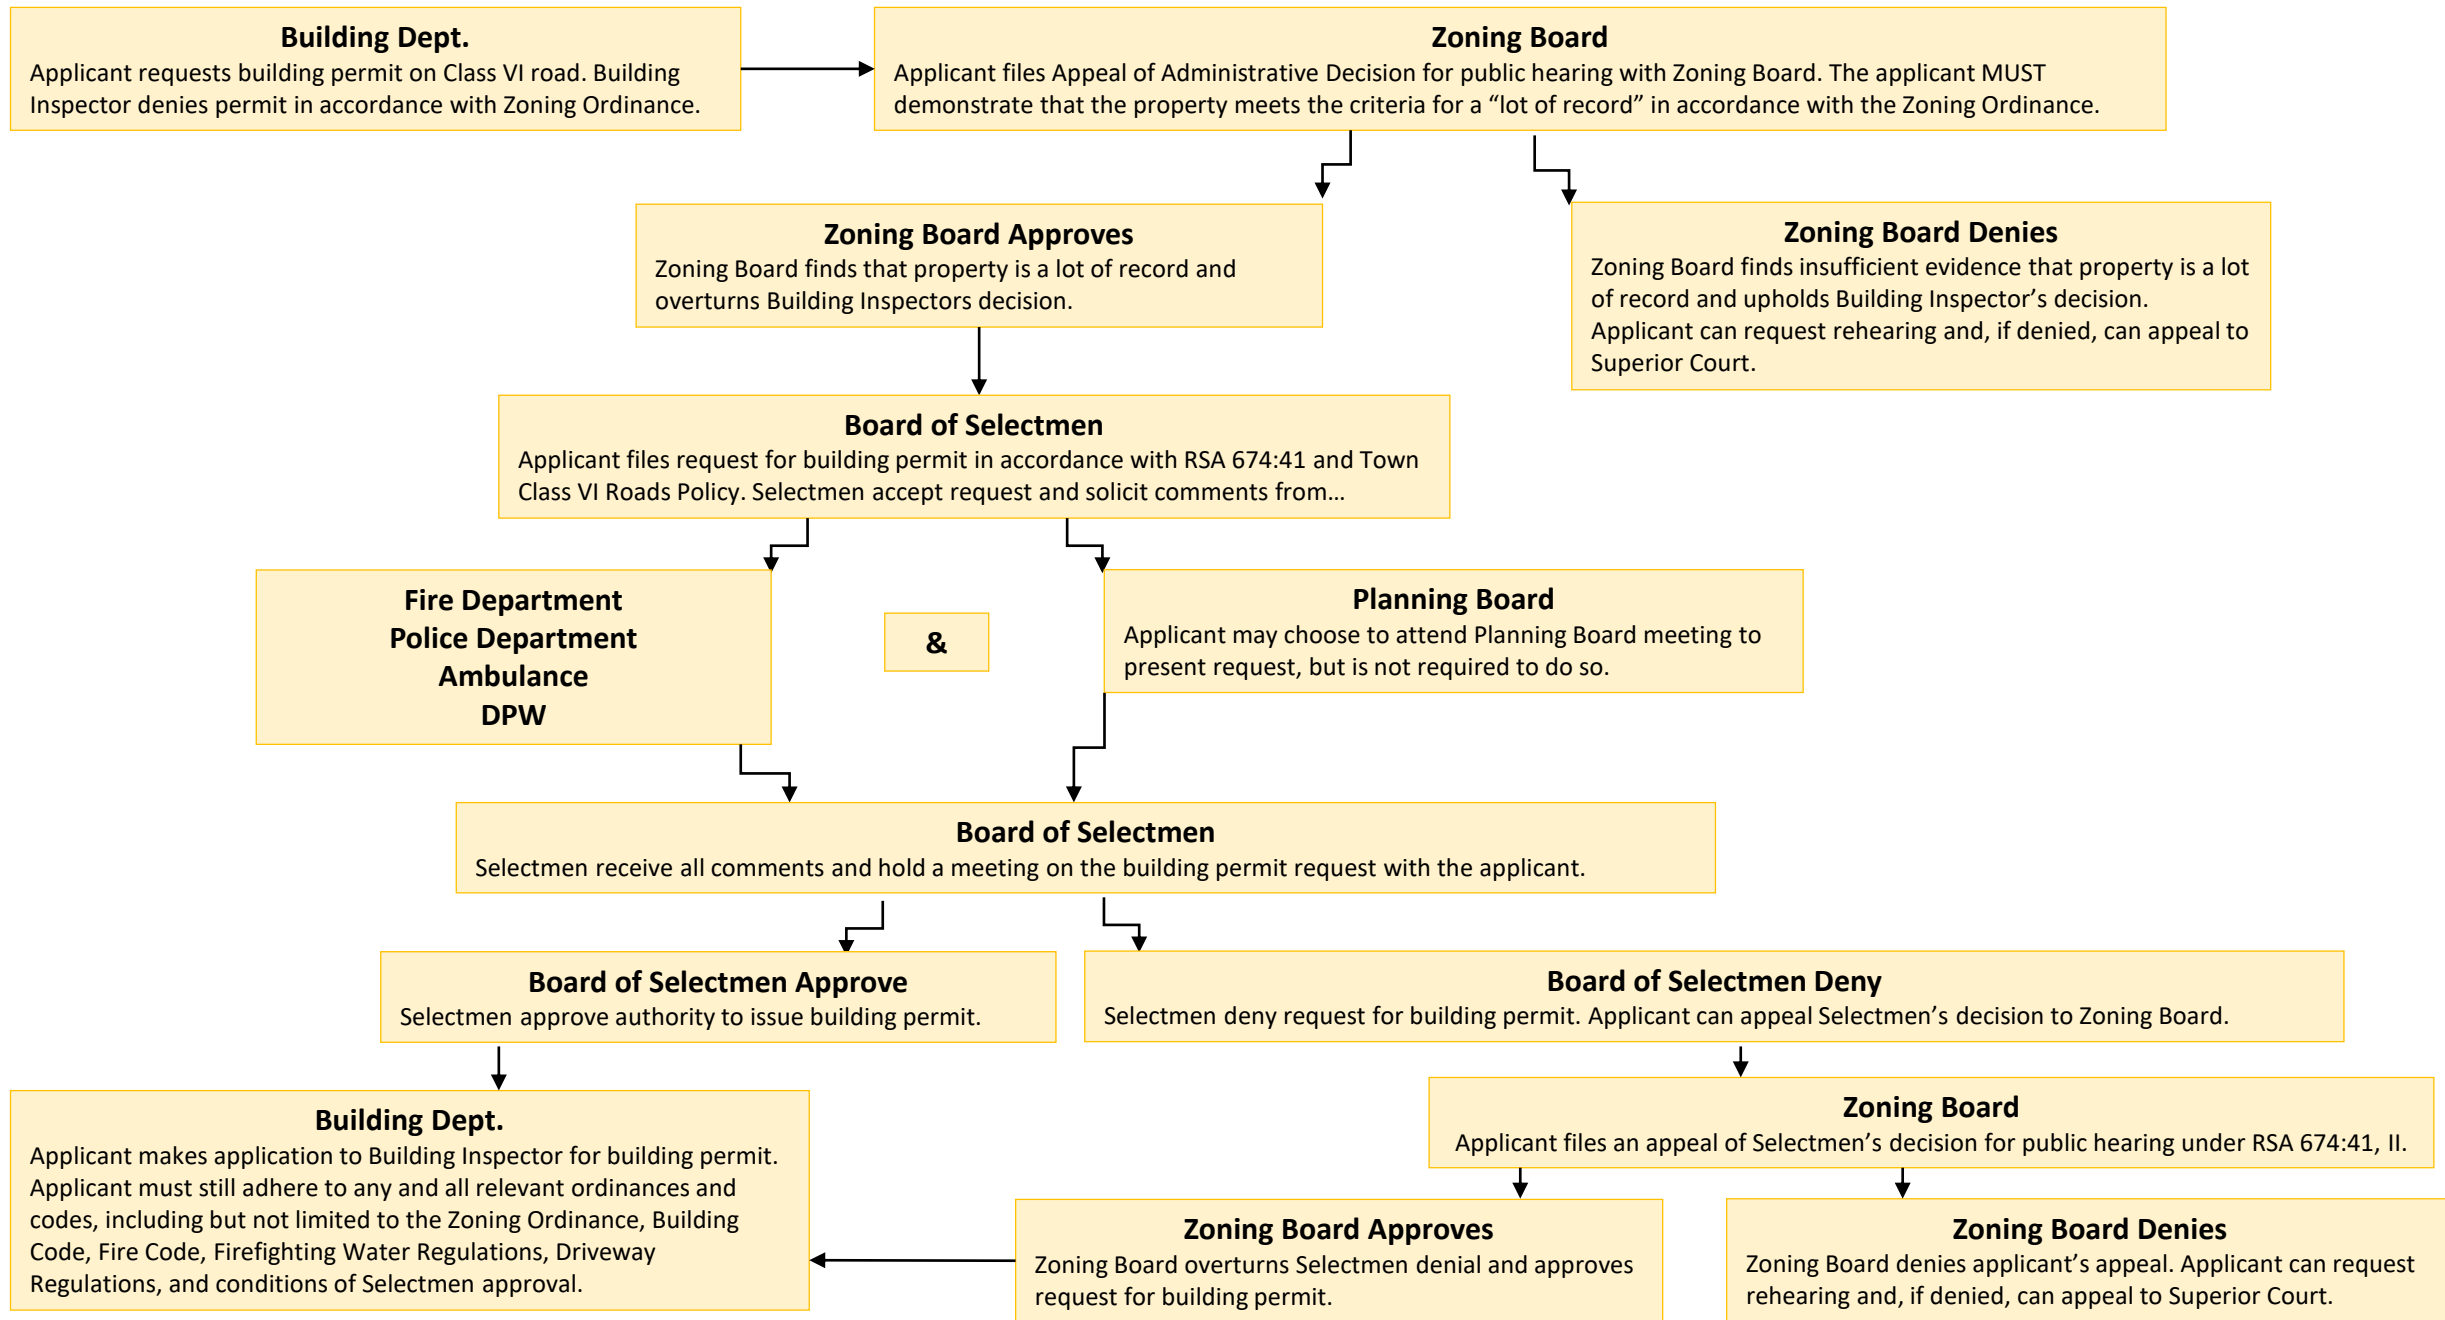 Building Dept.
Applicant requests building permit on Class VI road. Building
Inspector denies permit in accordance with Zoning Ordinance.
Zoning Board
Applicant files Appeal of Administrative Decision for public hearing with Zoning Board. The applicant MUST
demonstrate that the property meets the criteria for a “lot of record” in accordance with the Zoning Ordinance.
Zoning Board Approves
Zoning Board finds that property is a lot of record and
overturns Building Inspectors decision.
Zoning Board Denies
Zoning Board finds insufficient evidence that property is a lot
of record and upholds Building Inspector’s decision.
Applicant can request rehearing and, if denied, can appeal to
Superior Court.
Board of Selectmen
Applicant files request for building permit in accordance with RSA 674:41 and Town
Class VI Roads Policy. Selectmen accept request and solicit comments from…
Fire Department
Police Department
Ambulance
DPW
&
Planning Board
Applicant may choose to attend Planning Board meeting to
present request, but is not required to do so.
Board of Selectmen
Selectmen receive all comments and hold a meeting on the building permit request with the applicant.
Board of Selectmen Approve
Selectmen approve authority to issue building permit.
Board of Selectmen Deny
Selectmen deny request for building permit. Applicant can appeal Selectmen’s decision to Zoning Board.
Building Dept.
Applicant makes application to Building Inspector for building permit.
Applicant must still adhere to any and all relevant ordinances and
codes, including but not limited to the Zoning Ordinance, Building
Code, Fire Code, Firefighting Water Regulations, Driveway
Regulations, and conditions of Selectmen approval.
Zoning Board
Applicant files an appeal of Selectmen’s decision for public hearing under RSA 674:41, II.
Zoning Board Approves
Zoning Board overturns Selectmen denial and approves
request for building permit.
Zoning Board Denies
Zoning Board denies applicant’s appeal. Applicant can request
rehearing and, if denied, can appeal to Superior Court.